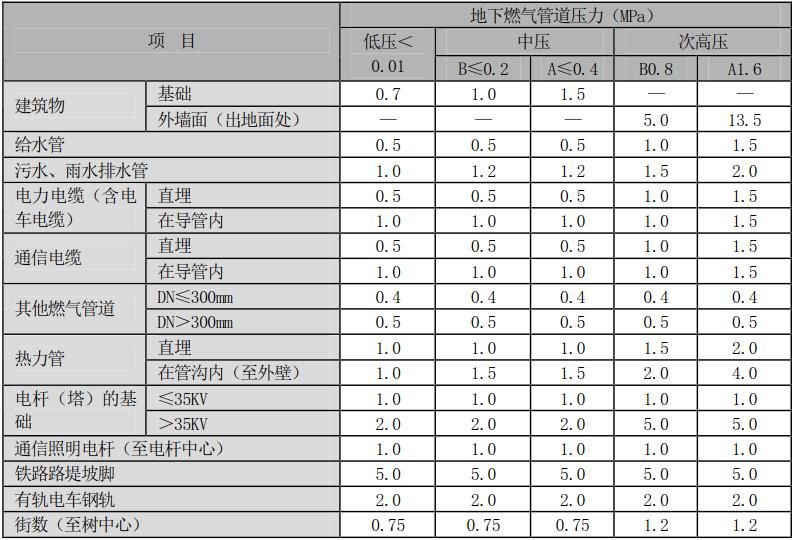 项 目 地下燃气管道压力（MPa）
低压＜0.01 中压 次高压
B≤0.2 A≤0.4 B0.8 A1.6
建筑物 基础 0.7 1.0 1.5 — —
外墙面（出地面处） — — — 5.0 13.5
给水管 0.5 0.5 0.5 1.0 1.5
污水、雨水排水管 1.0 1.2 1.2 1.5 2.0
电力电缆（含电车电缆） 直埋 0.5 0.5 0.5 1.0 1.5
在导管内 1.0 1.0 1.0 1.0 1.5
通信电缆 直埋 0.5 0.5 0.5 1.0 1.5
在导管内 1.0 1.0 1.0 1.0 1.5
其他燃气管道 DN≤300mm 0.4 0.4 0.4 0.4 0.4
DN＞300mm 0.5 0.5 0.5 0.5 0.5
热力管 直埋 1.0 1.0 1.0 1.5 2.0
在管沟内（至外壁） 1.0 1.5 1.5 2.0 4.0
电杆（塔）的基础 ≤35KV 1.0 1.0 1.0 1.0 1.0
＞35KV 2.0 2.0 2.0 5.0 5.0
通信照明电杆（至电杆中心） 1.0 1.0 1.0 1.0 1.0
铁路路堤坡脚 5.0 5.0 5.0 5.0 5.0
有轨电车钢轨 2.0 2.0 2.0 2.0 2.0
街数（至树中心） 0.75 0.75 0.75 1.2 1.2